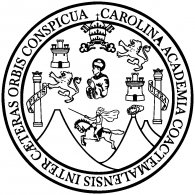 CAROLINA ACADEMIA COACTEMALENSIS INTER CÆTERAS ORBIS CONSPICUA